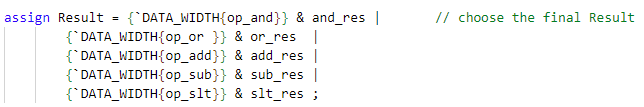 assign Result = {`DATA_WIDTH{op_and}} & and_res |       // choose the final Result
        {`DATA_WIDTH{op_or }} & or_res  |
        {`DATA_WIDTH{op_add}} & add_res |
        {`DATA_WIDTH{op_sub}} & sub_res |
        {`DATA_WIDTH{op_slt}} & slt_res ;